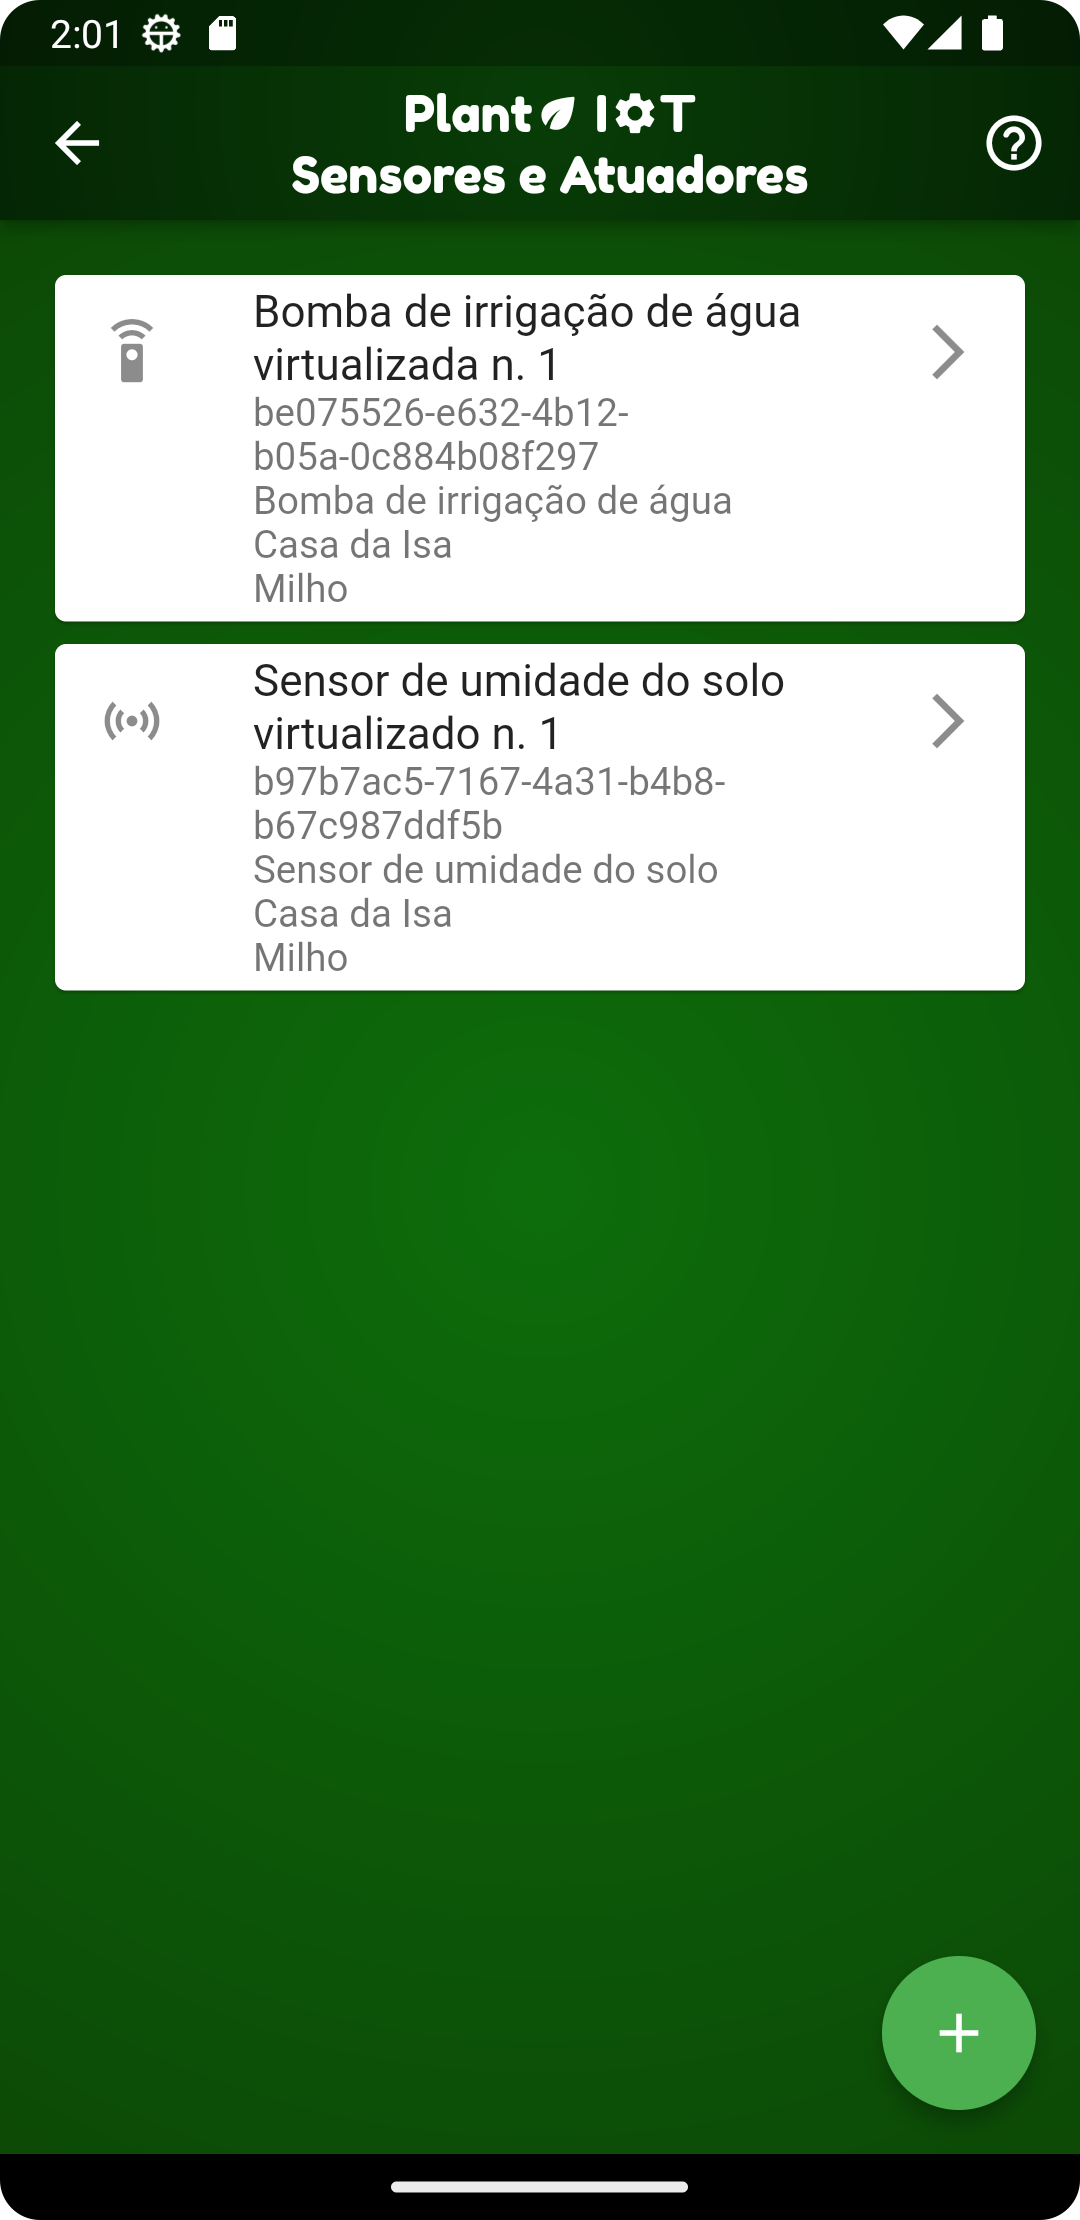 2:01
Plant IOT
Sensores e Atuadores
Bomba de irrigação de água
virtualizada n. 1
be075526-e632-4b12-
b05a-0c884b08f297
Bomba de irrigação de água
Casa da Isa
Milho
Sensor de umidade do solo
virtualizado n. 1
b97b7ac5-7167-4a31-b4b8-
b67c987ddf5b
Sensor de umidade do solo
Casa da Isa
Milho